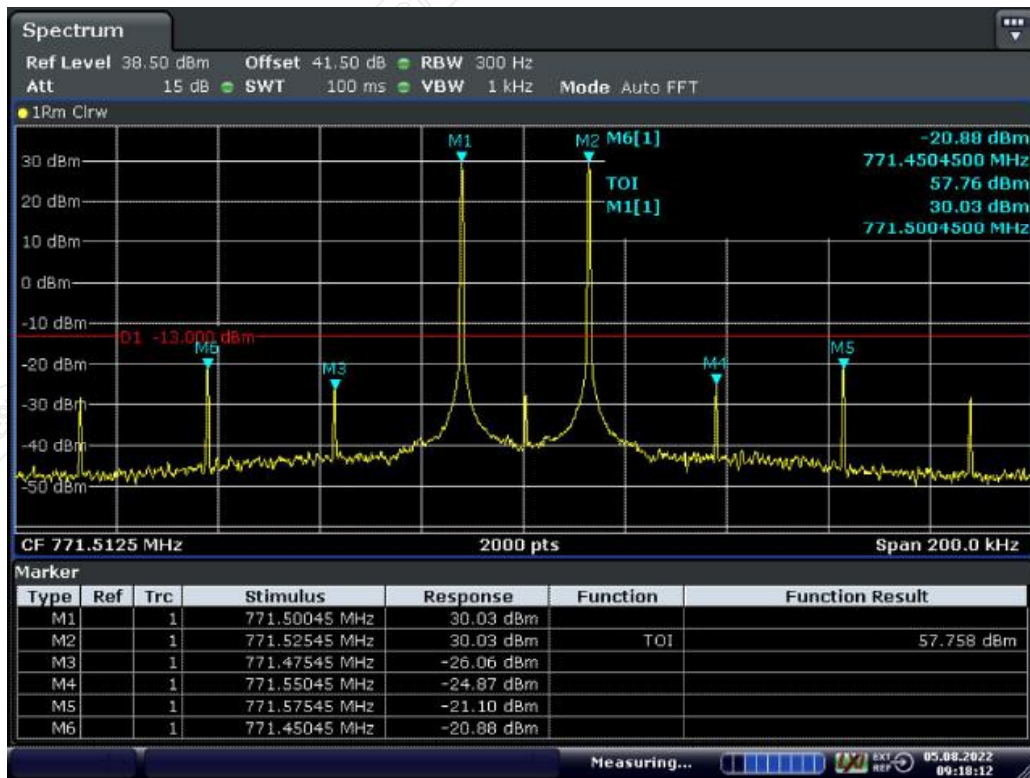 Spectrum
Ref Level 38.50 dBm Offset 41.50 dB RBW 300 Hz
Att 15 dB SWT 100 ms VBW 1 kHz Mode Auto FFT
1Rm Clrw
M1 M2 M6[1] -20.88 dBm
771.4504500 MHz
TOI 57.76 dBm
M1[1] 30.03 dBm
771.5004500 MHz
30 dBm
20 dBm
10 dBm
0 dBm
-10 dBm
D1 -13.000 dBm
M6 M5
-20 dBm
M3 M4
-30 dBm
-40 dBm
-50 dBm
CF 771.5125 MHz 2000 pts Span 200.0 kHz
Marker
Type Ref Trc Stimulus Response Function Function Result
M1 1 771.50045 MHz 30.03 dBm
M2 1 771.52545 MHz 30.03 dBm TOI 57.758 dBm
M3 1 771.47545 MHz -26.06 dBm
M4 1 771.55045 MHz -24.87 dBm
M5 1 771.57545 MHz -21.10 dBm
M6 1 771.45045 MHz -20.88 dBm
Measuring... LXI EXT REF 05.08.2022
09:18:12